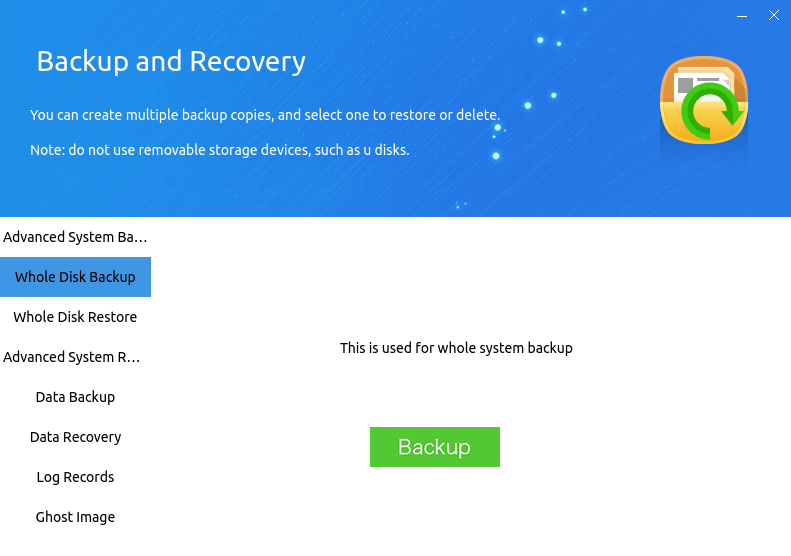 Backup and Recovery
You can create multiple backup copies, and select one to restore or delete.
Note: do not use removable storage devices, such as u disks.
Advanced System Ba…
Whole Disk Backup
Whole Disk Restore
Advanced System R…
Data Backup
Data Recovery
Log Records
Ghost Image
This is used for whole system backup
Backup